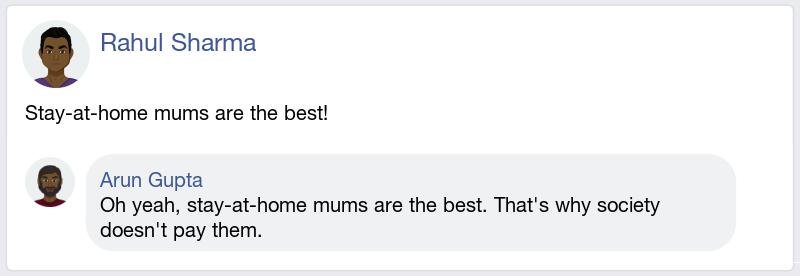 Rahul Sharma
Stay-at-home mums are the best!
Arun Gupta
Oh yeah, stay-at-home mums are the best. That's why society
doesn't pay them.